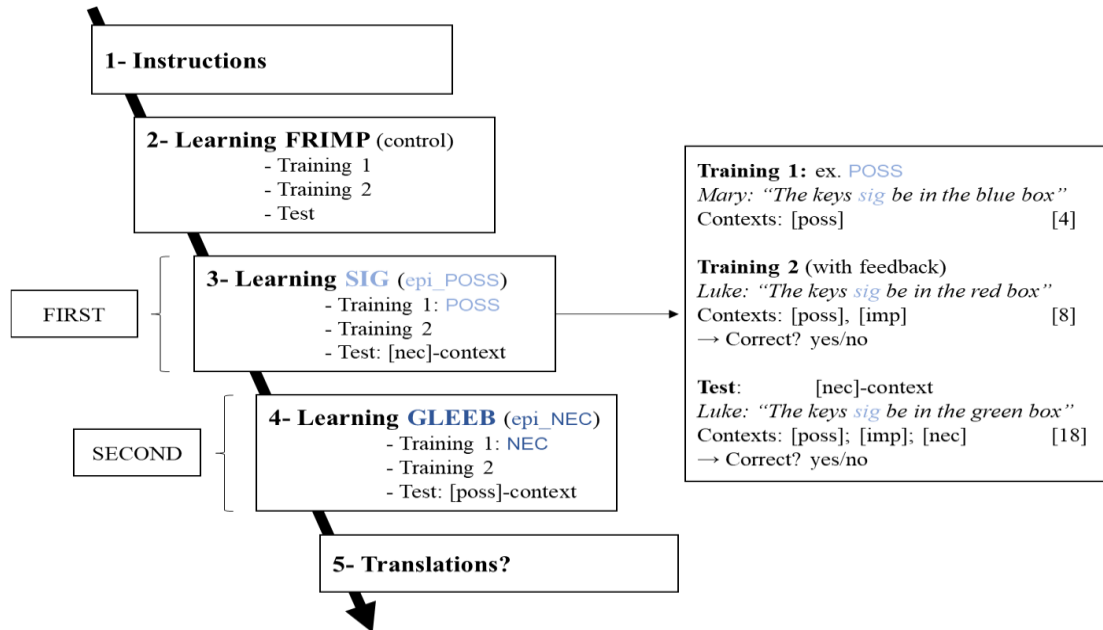 1- Instructions
2- Learning FRIMP (control)
- Training 1
- Training 2
- Test
FIRST
3- Learning SIG (epi_POSS)
- Training 1: POSS
- Training 2
- Test: [nec]-context
SECOND
4- Learning GLEEB (epi_NEC)
- Training 1: NEC
- Training 2
- Test: [poss]-context
5- Translations?
Training 1: ex. POSS
Mary: “The keys sig be in the blue box”
Contexts: [poss] [4]
Training 2 (with feedback)
Luke: “The keys sig be in the red box”
Contexts: [poss], [imp] [8]
→ Correct? yes/no
Test: [nec]-context
Luke: “The keys sig be in the green box”
Contexts: [poss]; [imp]; [nec] [18]
→ Correct? yes/no